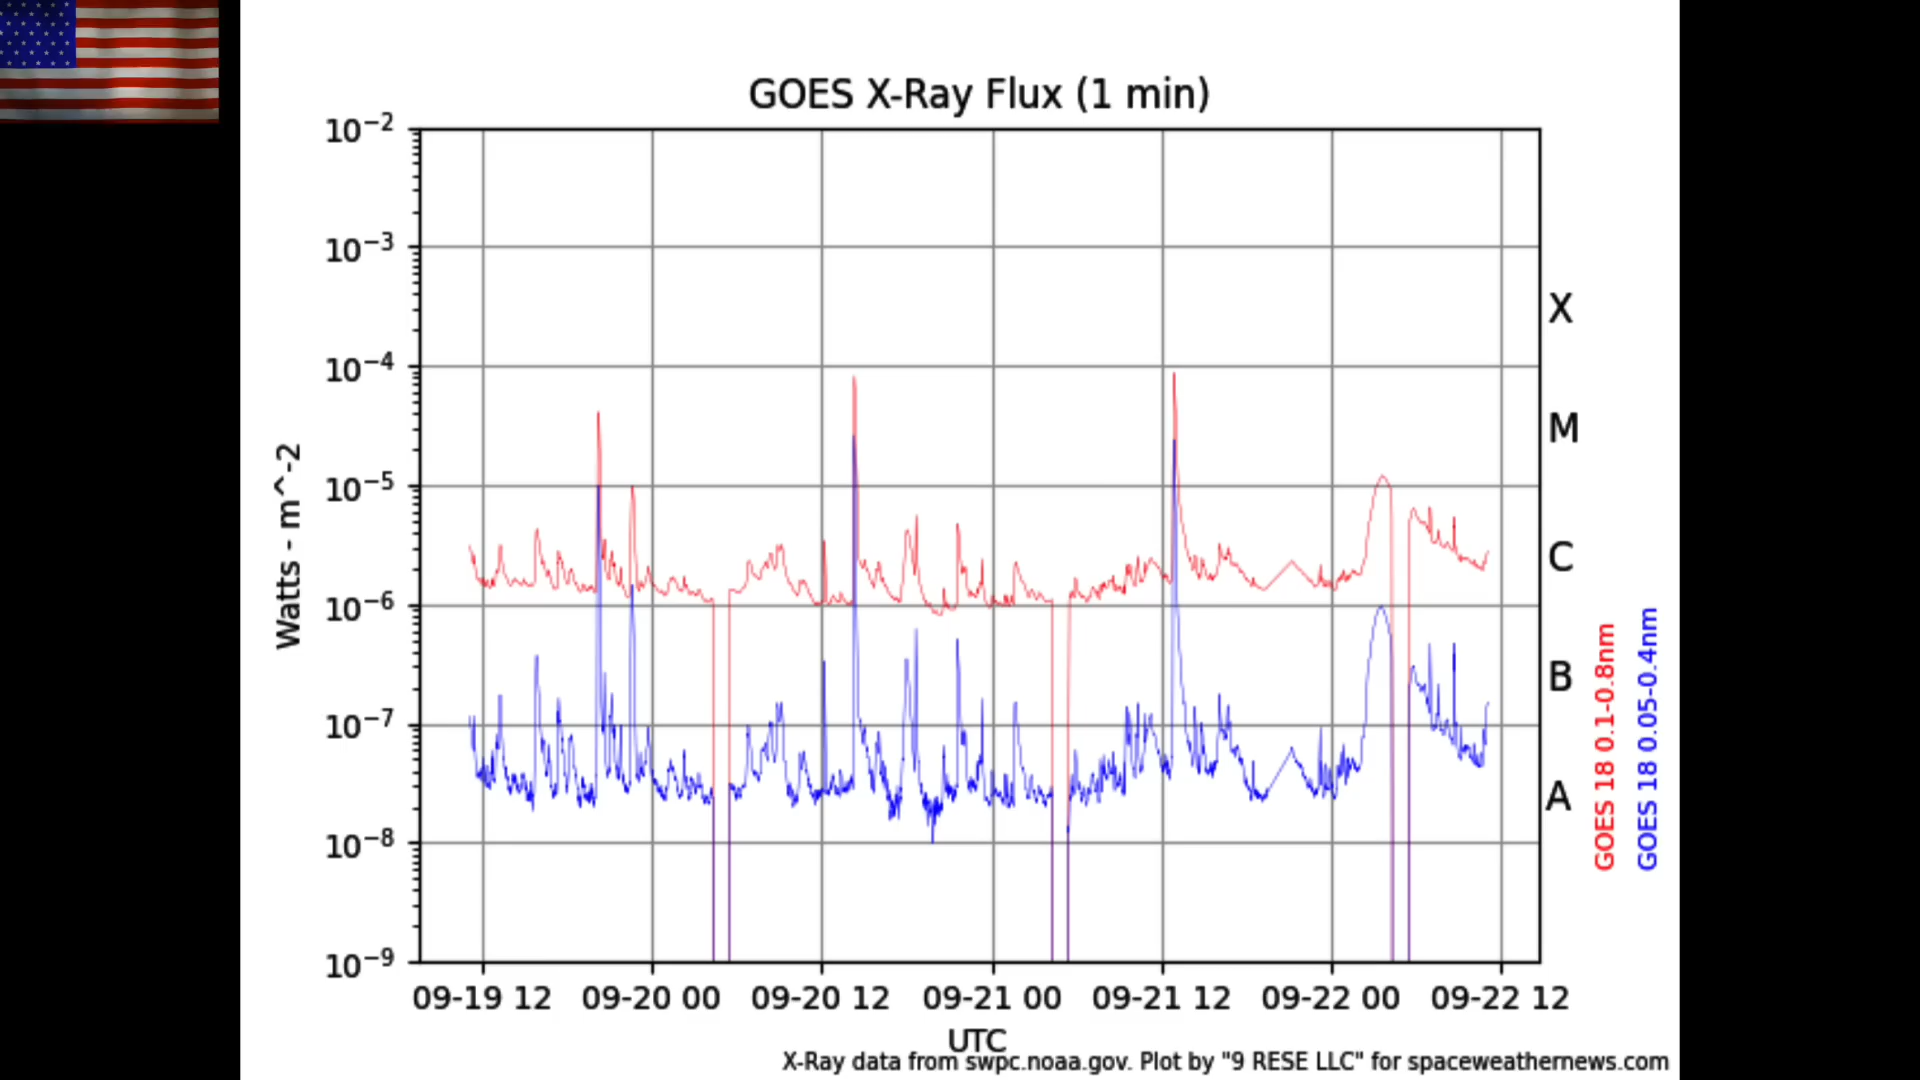 GOES X-Ray Flux (1 min)
10−2
10−3
10−4
10−5
10−6
10−7
10−8
10−9
Watts - m^-2
X
M
C
B
A
GOES 18 0.1-0.8nm
GOES 18 0.05-0.4nm
09-19 12 09-20 00 09-20 12 09-21 00 09-21 12 09-22 00 09-22 12
UTC
X-Ray data from swpc.noaa.gov. Plot by "9 RESE LLC" for spaceweathernews.com